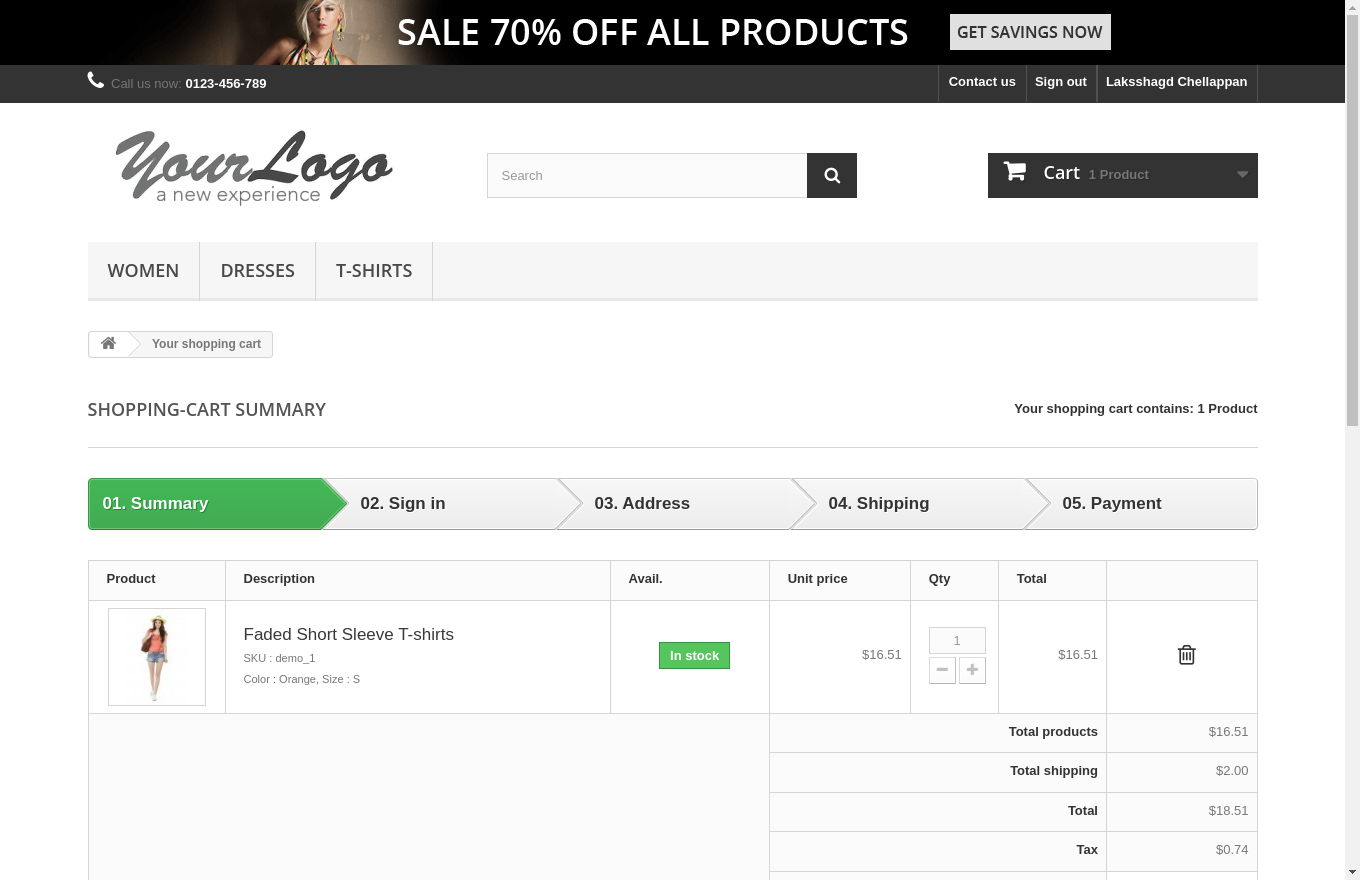 SALE 70% OFF ALL PRODUCTS GET SAVINGS NOW
Call us now: 0123-456-789 Contact us Sign out Laksshagd Chellappan
YourLogo
a new experience
Search
Cart 1 Product
WOMEN DRESSES T-SHIRTS
Your shopping cart
SHOPPING-CART SUMMARY
Your shopping cart contains: 1 Product
01. Summary 02. Sign in 03. Address 04. Shipping 05. Payment
Product Description Avail. Unit price Qty Total
Faded Short Sleeve T-shirts
SKU : demo_1
Color : Orange, Size : S
In stock
$16.51
1
$16.51
Total products $16.51
Total shipping $2.00
Total $18.51
Tax $0.74